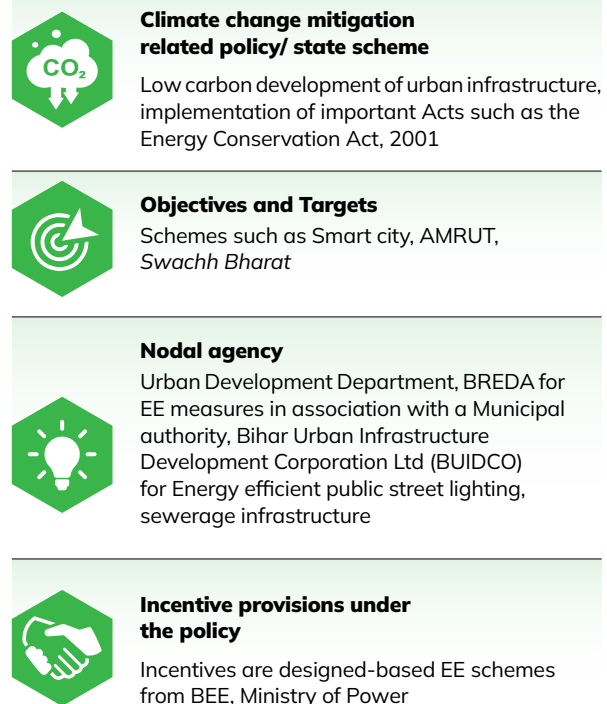 Climate change mitigation
related policy/ state scheme
CO₂
Low carbon development of urban infrastructure,
implementation of important Acts such as the
Energy Conservation Act, 2001
Objectives and Targets
Schemes such as Smart city, AMRUT,
Swachh Bharat
Nodal agency
Urban Development Department, BREDA for
EE measures in association with a Municipal
authority, Bihar Urban Infrastructure
Development Corporation Ltd (BUIDCO)
for Energy efficient public street lighting,
sewerage infrastructure
Incentive provisions under
the policy
Incentives are designed-based EE schemes
from BEE, Ministry of Power